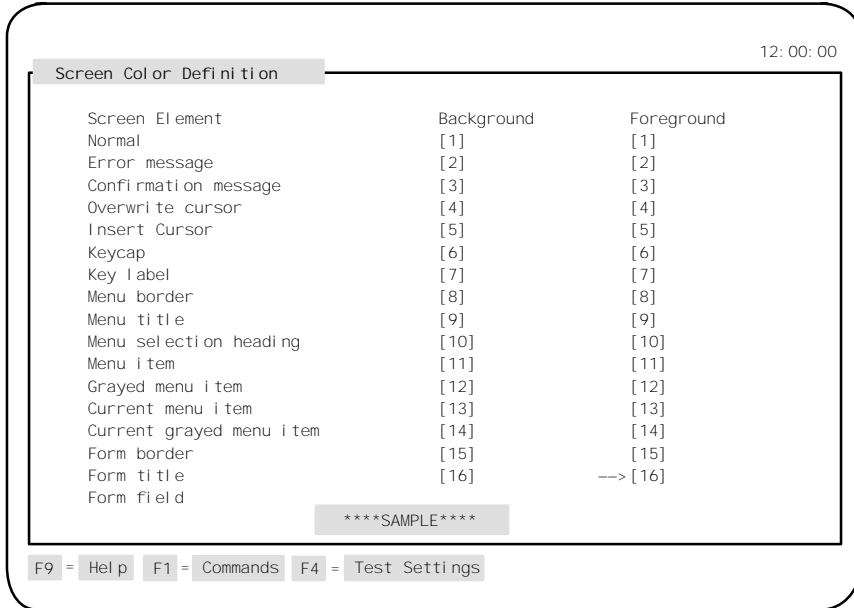 12:00:00
Screen Color Definition
Screen Element Background Foreground
Normal [1] [1]
Error message [2] [2]
Confirmation message [3] [3]
Overwrite cursor [4] [4]
Insert Cursor [5] [5]
Keycap [6] [6]
Key label [7] [7]
Menu border [8] [8]
Menu title [9] [9]
Menu selection heading [10] [10]
Menu item [11] [11]
Grayed menu item [12] [12]
Current menu item [13] [13]
Current grayed menu item [14] [14]
Form border [15] [15]
Form title [16] -->[16]
Form field
****SAMPLE****
F9 = Help F1 = Commands F4 = Test Settings